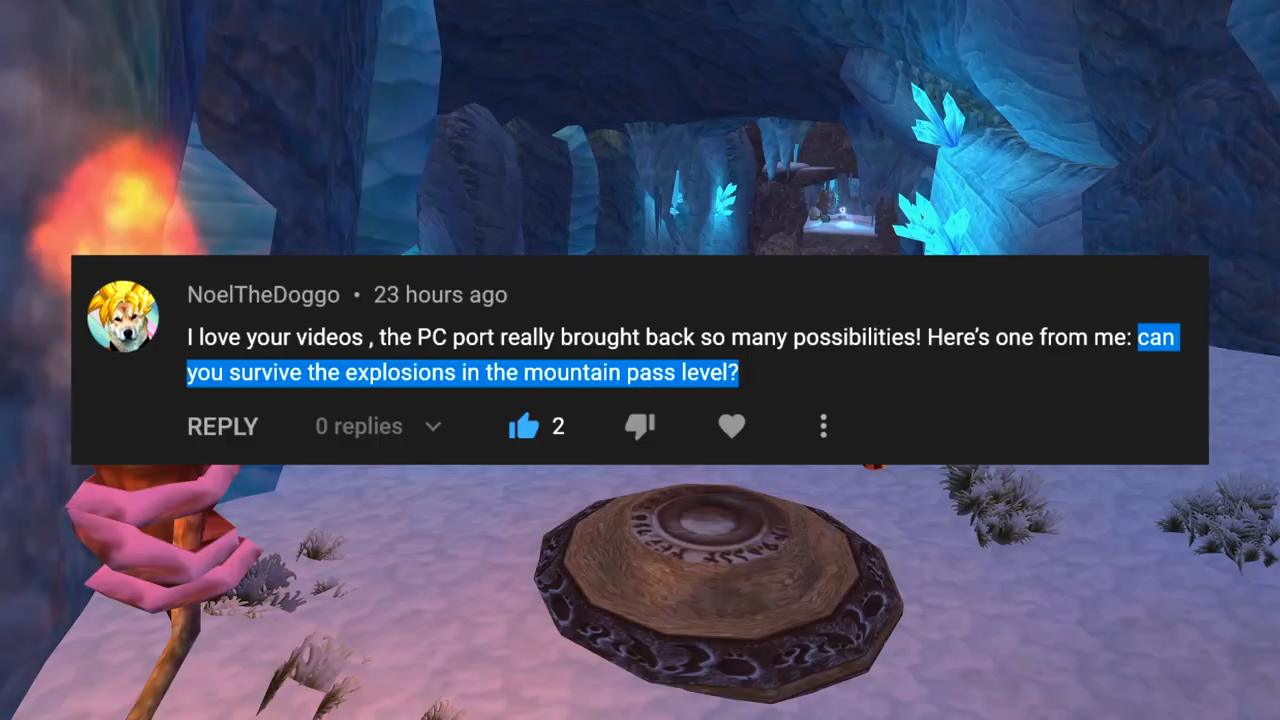 NoelTheDoggo • 23 hours ago
I love your videos , the PC port really brought back so many possibilities! Here’s one from me: can
you survive the explosions in the mountain pass level?
REPLY 0 replies 2